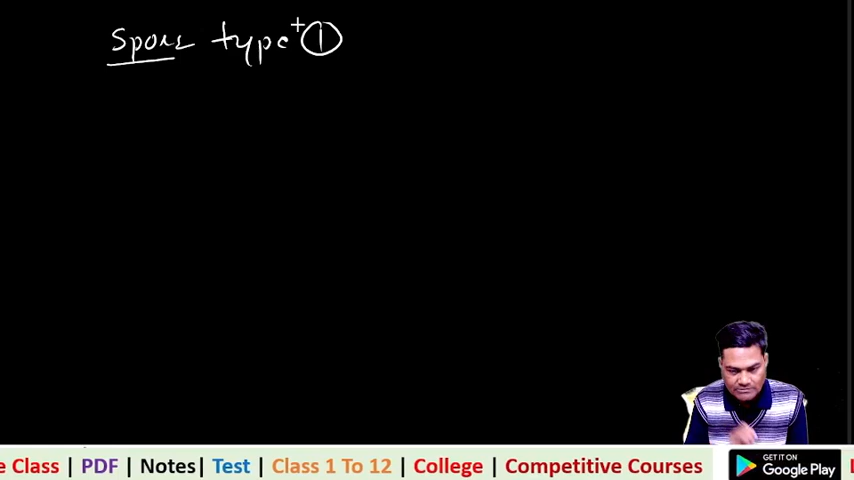 Spore type + ①
e Class | PDF | Notes| Test | Class 1 To 12 | College | Competitive Courses
GET IT ON
Google Play